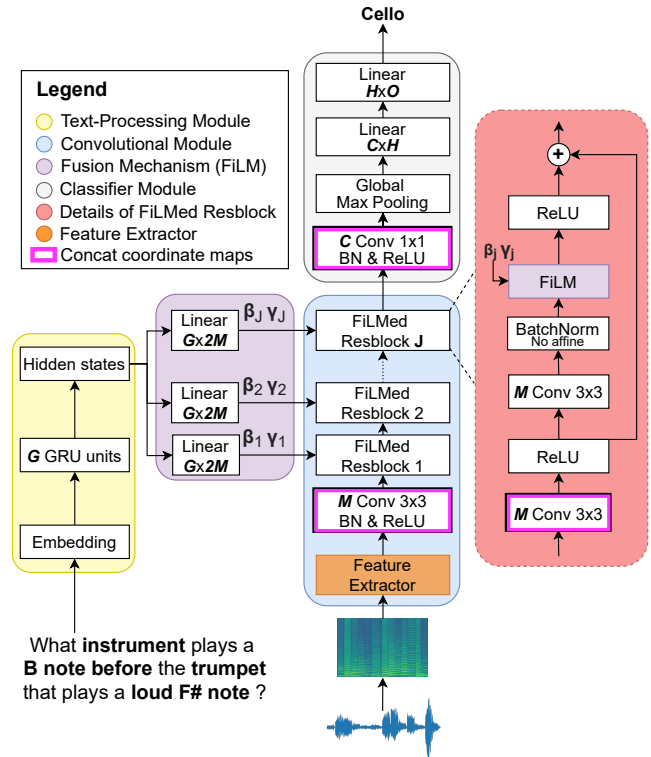 Cello
Legend
Text-Processing Module
Convolutional Module
Fusion Mechanism (FiLM)
Classifier Module
Details of FiLMed Resblock
Feature Extractor
Concat coordinate maps
Linear
HxO
Linear
CxH
Global
Max Pooling
C Conv 1x1
BN & ReLU
Hidden states
G GRU units
Embedding
Linear
Gx2M
βJ γJ
Linear
Gx2M
β2 γ2
Linear
Gx2M
β1 γ1
FiLMed
Resblock J
FiLMed
Resblock 2
FiLMed
Resblock 1
M Conv 3x3
BN & ReLU
Feature
Extractor
+
ReLU
βj γj
FiLM
BatchNorm
No affine
M Conv 3x3
ReLU
M Conv 3x3
What instrument plays a
B note before the trumpet
that plays a loud F# note ?